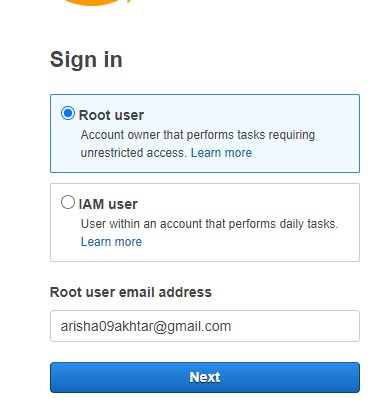 Sign in
Root user
Account owner that performs tasks requiring
unrestricted access. Learn more
IAM user
User within an account that performs daily tasks.
Learn more
Root user email address
arisha09akhtar@gmail.com
Next